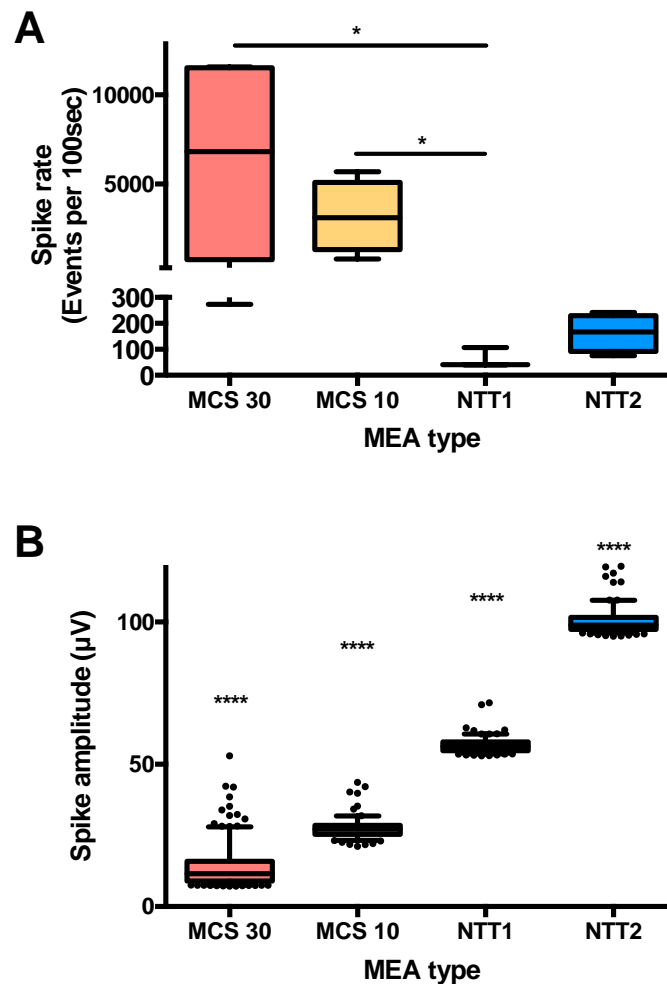 A
*
*
10000
5000
300
200
100
0
Spike rate
(Events per 100sec)
MCS 30 MCS 10 NTT1 NTT2
MEA type
B
****
****
****
****
100
50
0
Spike amplitude (µV)
MCS 30 MCS 10 NTT1 NTT2
MEA type